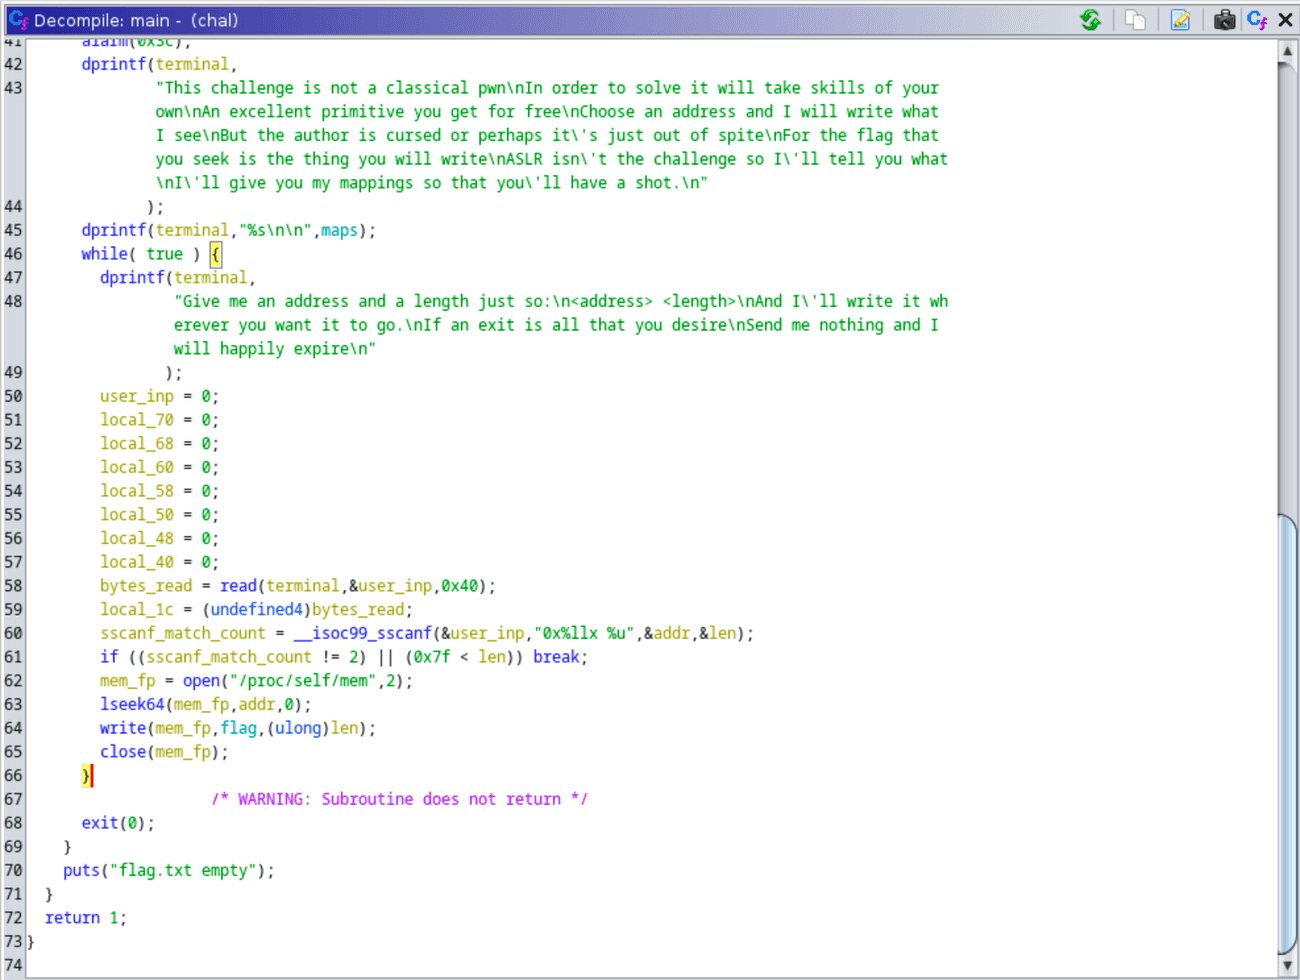 Decompile: main - (chal)
41 alarm(0x3c);
42 dprintf(terminal,
43 "This challenge is not a classical pwn\nIn order to solve it will take skills of your
own\nAn excellent primitive you get for free\nChoose an address and I will write what
I see\nBut the author is cursed or perhaps it\'s just out of spite\nFor the flag that
you seek is the thing you will write\nASLR isn\'t the challenge so I\'ll tell you what
\nI\'ll give you my mappings so that you\'ll have a shot.\n"
44 );
45 dprintf(terminal,"%s\n\n",maps);
46 while( true ) {
47 dprintf(terminal,
48 "Give me an address and a length just so:\n<address> <length>\nAnd I\'ll write it wh
erever you want it to go.\nIf an exit is all that you desire\nSend me nothing and I
will happily expire\n"
49 );
50 user_inp = 0;
51 local_70 = 0;
52 local_68 = 0;
53 local_60 = 0;
54 local_58 = 0;
55 local_50 = 0;
56 local_48 = 0;
57 local_40 = 0;
58 bytes_read = read(terminal,&user_inp,0x40);
59 local_1c = (undefined4)bytes_read;
60 sscanf_match_count = __isoc99_sscanf(&user_inp,"0x%llx %u",&addr,&len);
61 if ((sscanf_match_count != 2) || (0x7f < len)) break;
62 mem_fp = open("/proc/self/mem",2);
63 lseek64(mem_fp,addr,0);
64 write(mem_fp,flag,(ulong)len);
65 close(mem_fp);
66 }
67 /* WARNING: Subroutine does not return */
68 exit(0);
69 }
70 puts("flag.txt empty");
71 }
72 return 1;
73 }
74